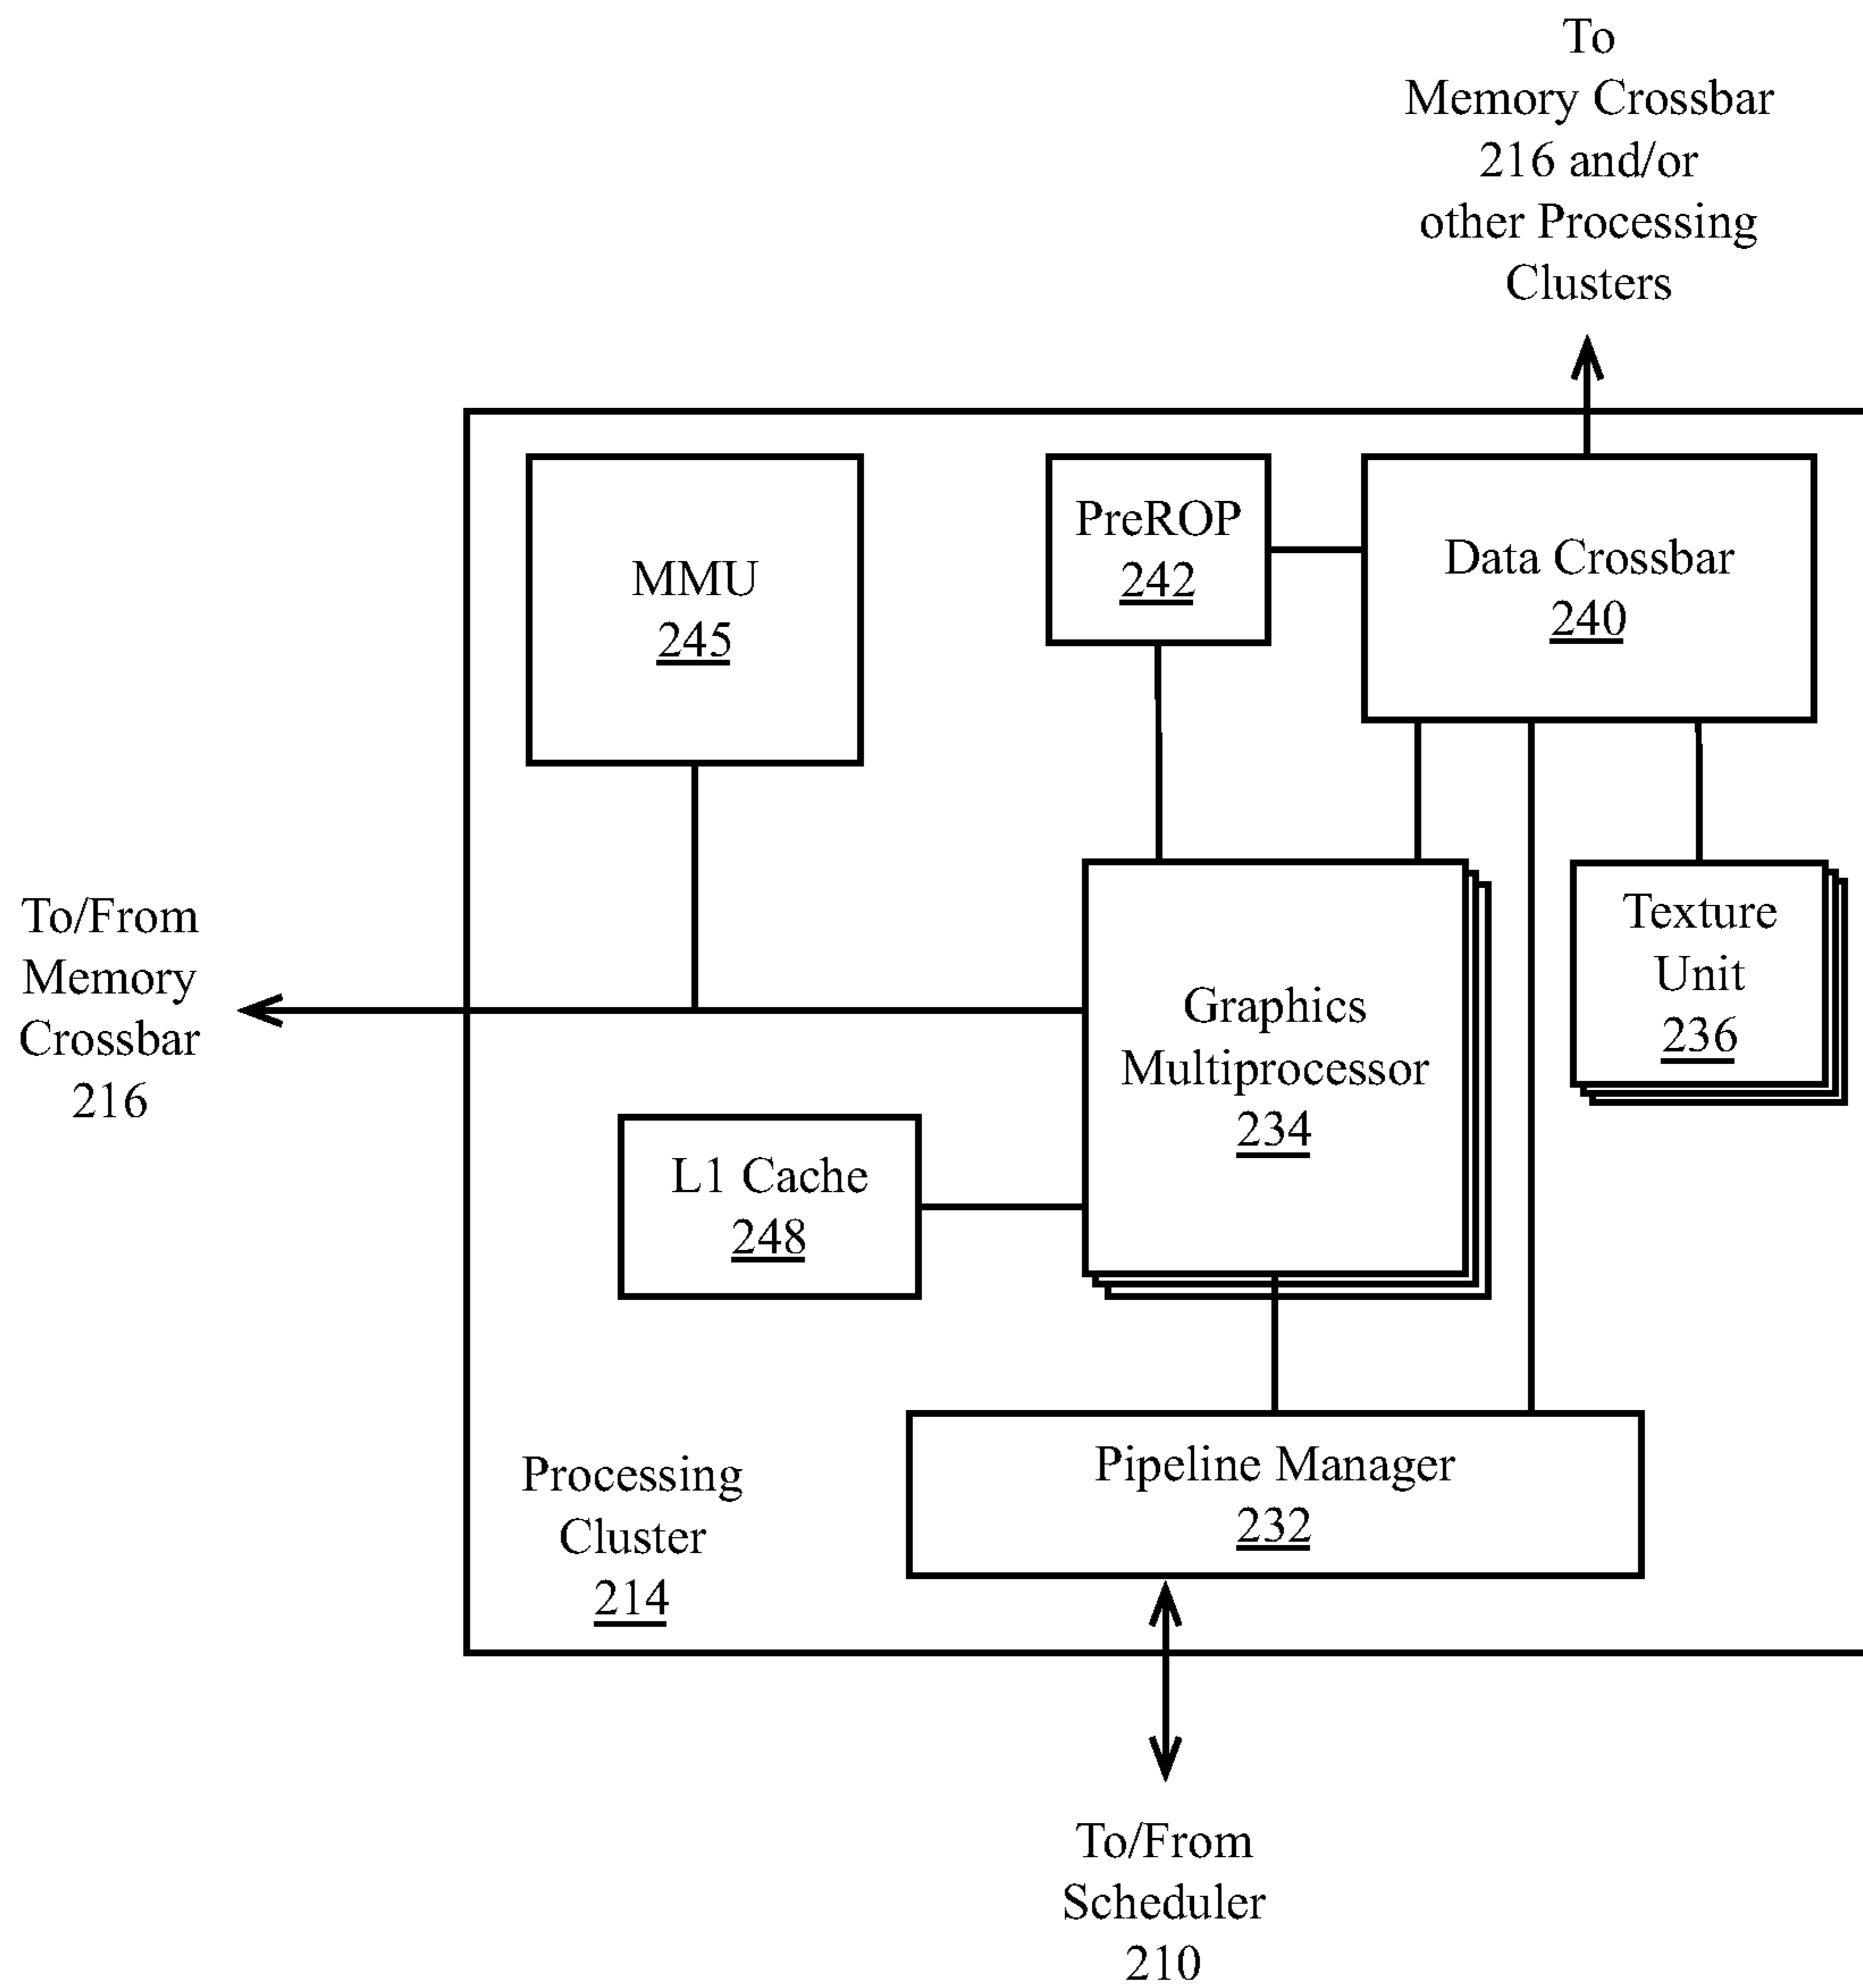 To
Memory Crossbar
216 and/or
other Processing
Clusters
MMU
245
PreROP
242
Data Crossbar
240
To/From
Memory
Crossbar
216
Graphics
Multiprocessor
234
Texture
Unit
236
L1 Cache
248
Processing
Cluster
214
Pipeline Manager
232
To/From
Scheduler
210